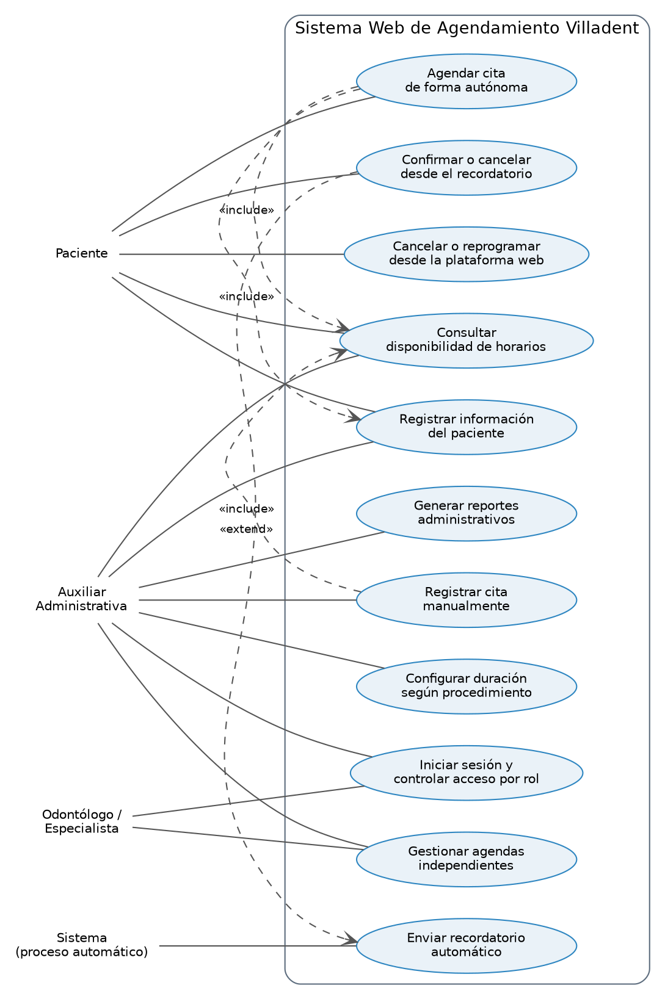 Sistema Web de Agendamiento Villadent
Agendar cita
de forma autónoma
Confirmar o cancelar
desde el recordatorio
«include»
Cancelar o reprogramar
desde la plataforma web
Paciente
«include»
Consultar
disponibilidad de horarios
Registrar información
del paciente
Generar reportes
administrativos
«include»
«extend»
Registrar cita
manualmente
Auxiliar
Administrativa
Configurar duración
según procedimiento
Iniciar sesión y
controlar acceso por rol
Odontólogo /
Especialista
Gestionar agendas
independientes
Sistema
(proceso automático)
Enviar recordatorio
automático